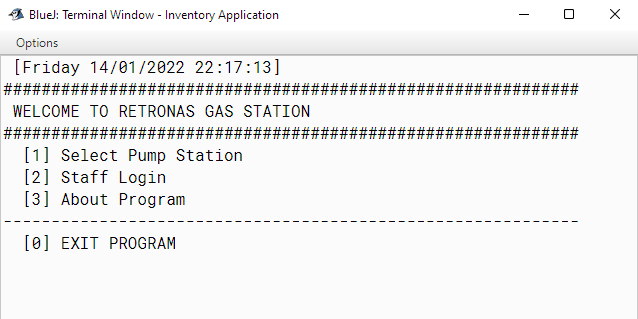 BlueJ: Terminal Window - Inventory Application
Options
[Friday 14/01/2022 22:17:13]
############################################################
WELCOME TO RETRONAS GAS STATION
############################################################
[1] Select Pump Station
[2] Staff Login
[3] About Program
------------------------------------------------------------
[0] EXIT PROGRAM